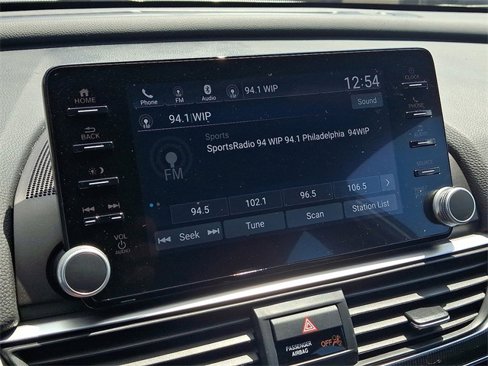 HOME
BACK
VOL
AUDIO
Phone FM Audio 94.1 WIP 12:54
94.1 WIP Sound
Sports
SportsRadio 94 WIP 94.1 Philadelphia 94WIP
FM
94.5 102.1 96.5 106.5
Seek Tune Scan Station List
CLOCK
PHONE
SOURCE
PASSENGER
AIRBAG
OFF